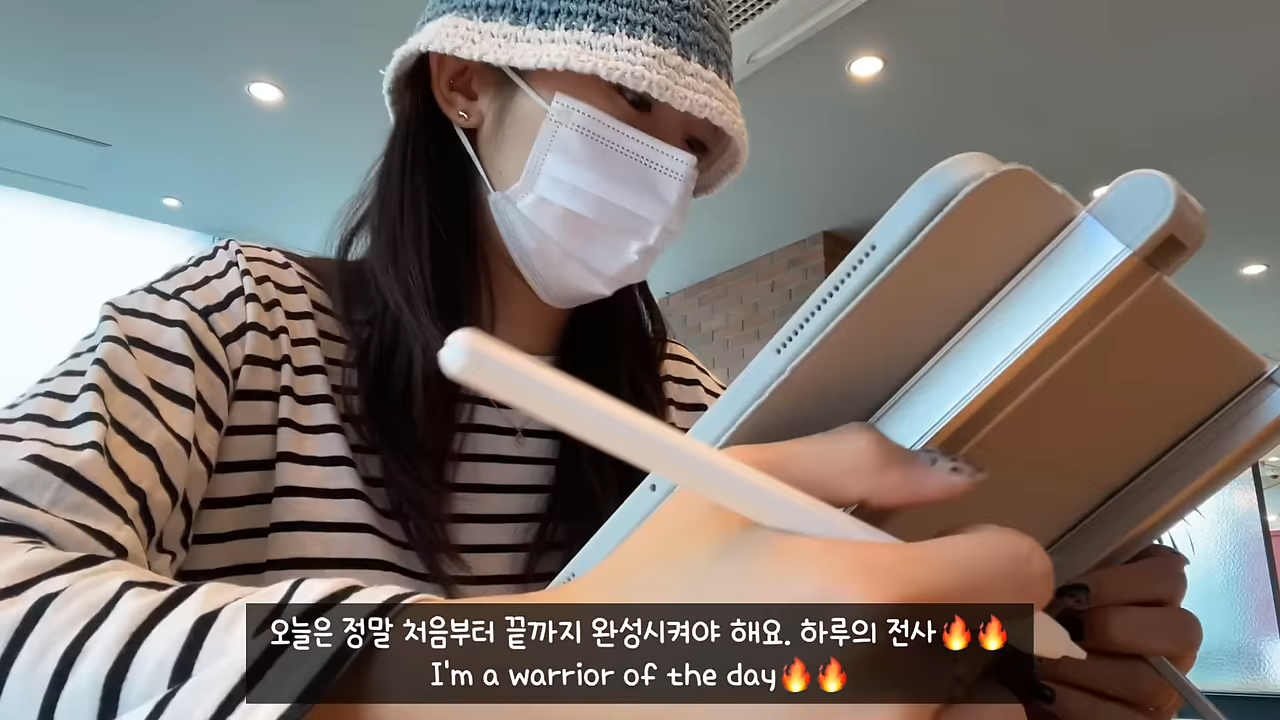 오늘은 정말 처음부터 끝까지 완성시켜야 해요. 하루의 전사🔥🔥
I'm a warrior of the day🔥🔥